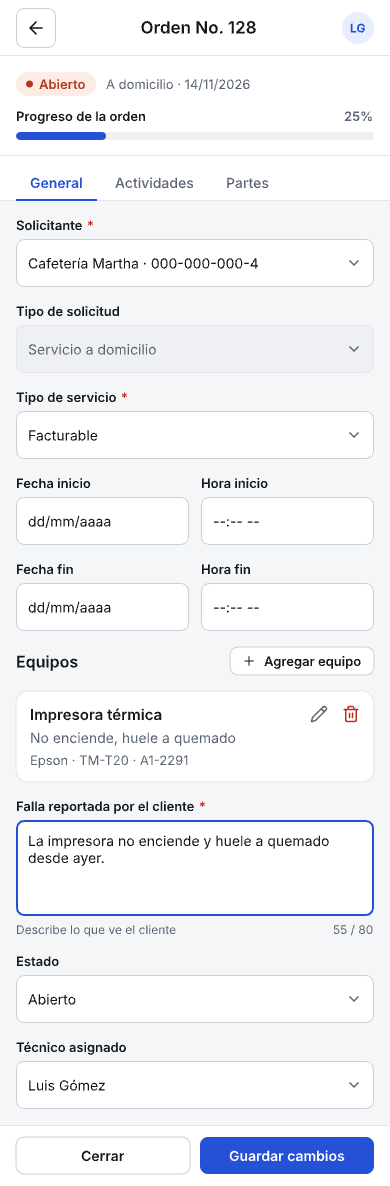 Orden No. 128
LG
Abierto
A domicilio · 14/11/2026
Progreso de la orden
25%
General
Actividades
Partes
Solicitante *
Cafetería Martha · 000-000-000-4
Tipo de solicitud
Servicio a domicilio
Tipo de servicio *
Facturable
Fecha inicio
Hora inicio
dd/mm/aaaa
--:-- --
Fecha fin
Hora fin
dd/mm/aaaa
--:-- --
Equipos
+ Agregar equipo
Impresora térmica
No enciende, huele a quemado
Epson · TM-T20 · A1-2291
Falla reportada por el cliente *
La impresora no enciende y huele a quemado
desde ayer.
Describe lo que ve el cliente
55 / 80
Estado
Abierto
Técnico asignado
Luis Gómez
Cerrar
Guardar cambios